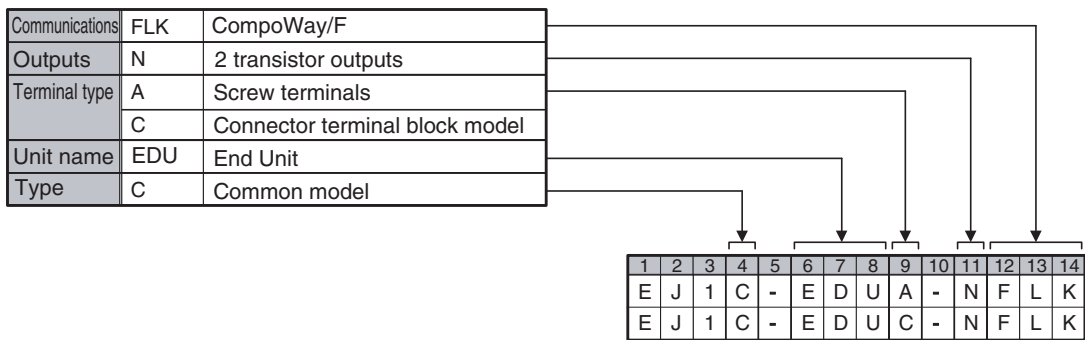 Communications FLK CompoWay/F
Outputs N 2 transistor outputs
Terminal type A Screw terminals
C Connector terminal block model
Unit name EDU End Unit
Type C Common model
1 2 3 4 5 6 7 8 9 10 11 12 13 14
E J 1 C - E D U A - N F L K
E J 1 C - E D U C - N F L K